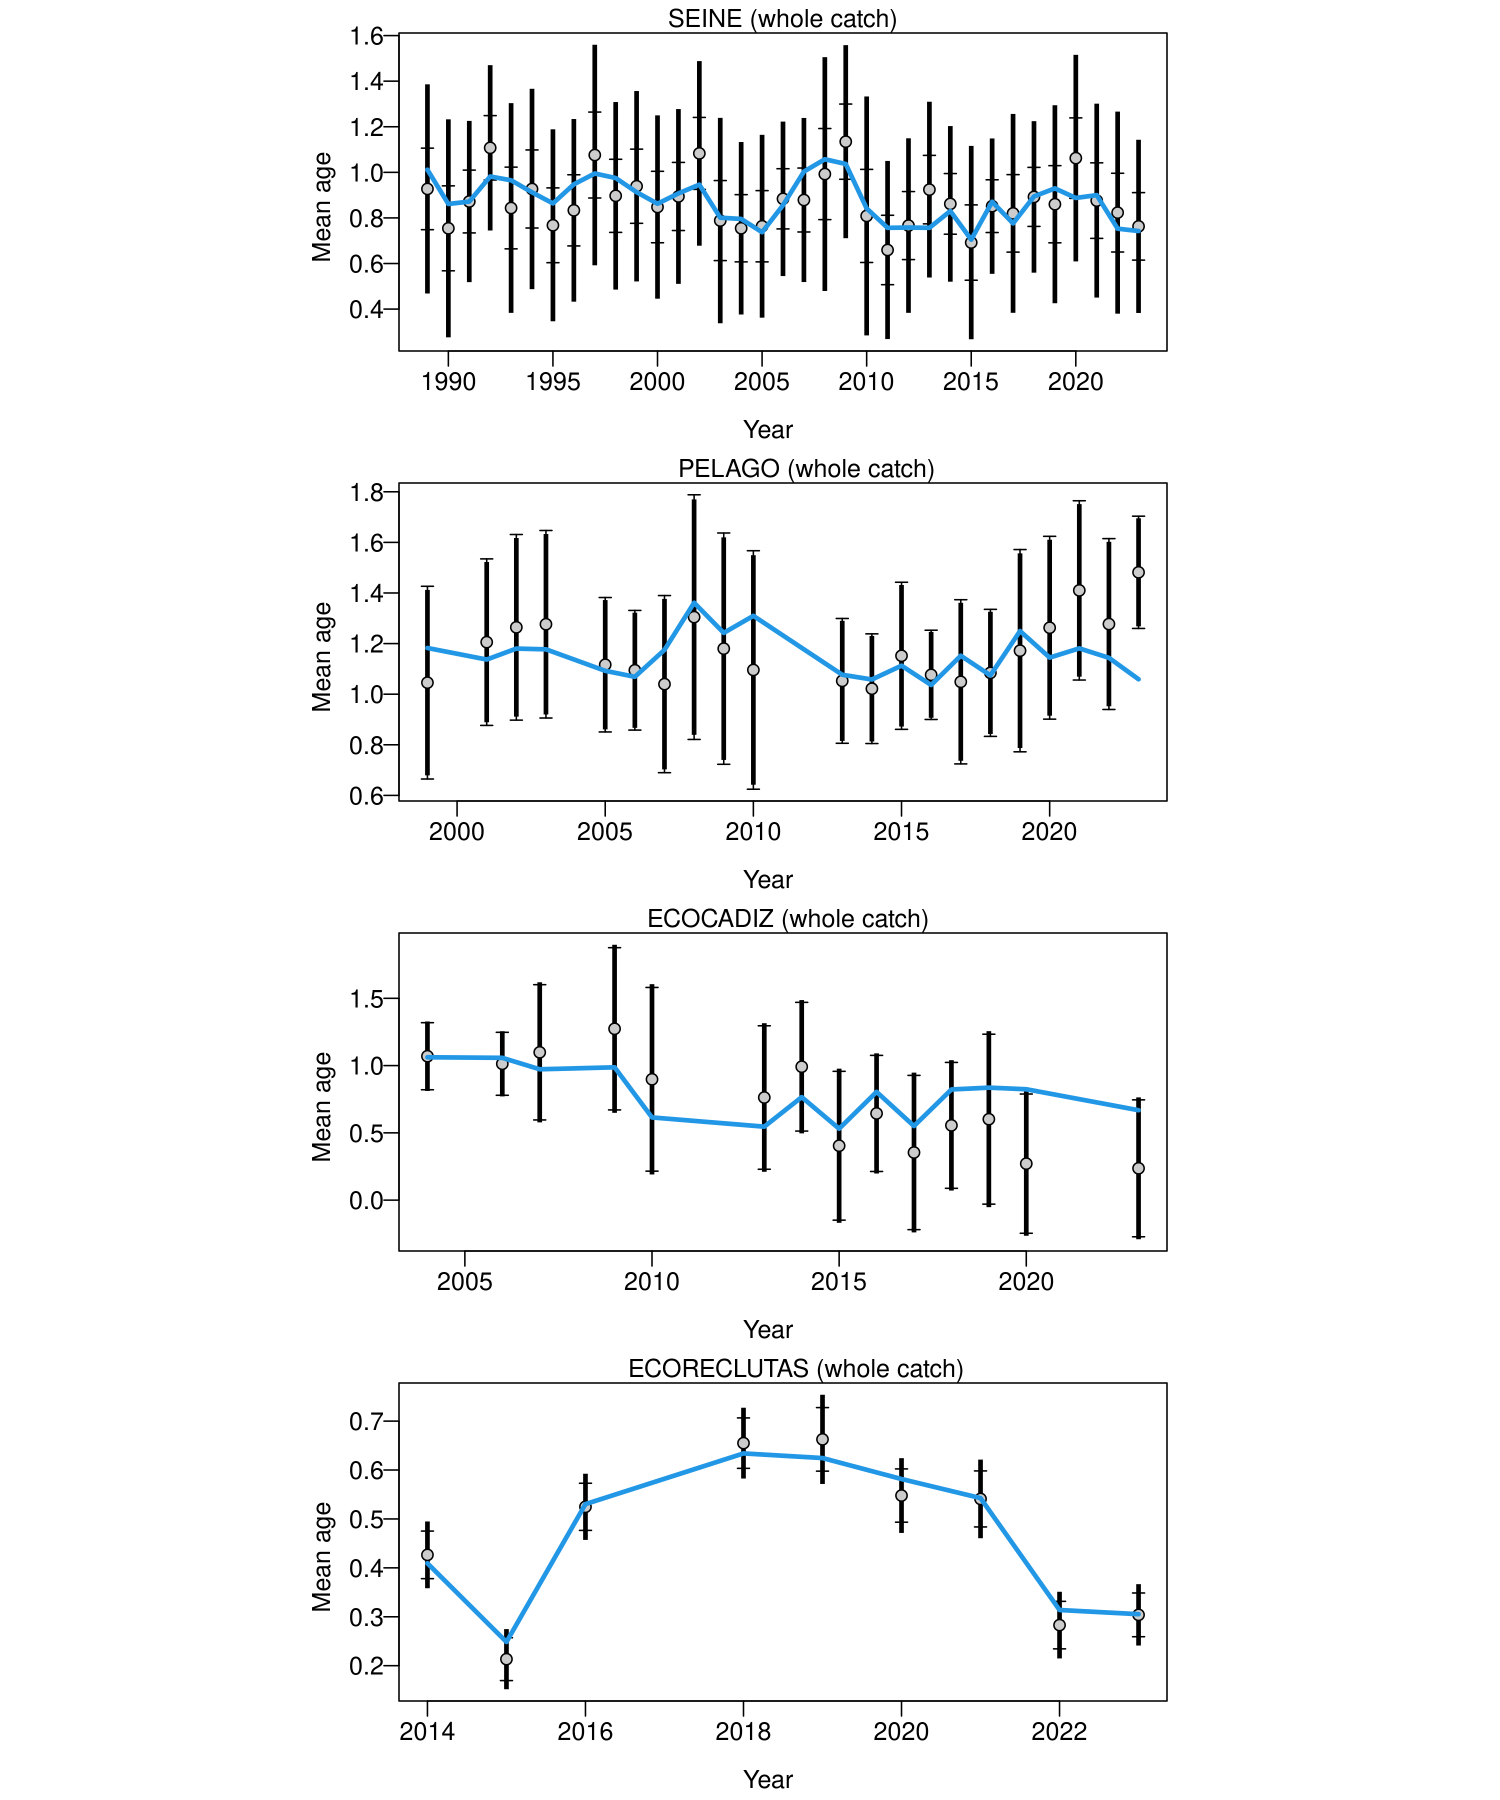 SEINE (whole catch)
Mean age
1.6
1.4
1.2
1.0
0.8
0.6
0.4
1990 1995 2000 2005 2010 2015 2020
Year
PELAGO (whole catch)
Mean age
1.8
1.6
1.4
1.2
1.0
0.8
0.6
2000 2005 2010 2015 2020
Year
ECOCADIZ (whole catch)
Mean age
1.5
1.0
0.5
0.0
2005 2010 2015 2020
Year
ECORECLUTAS (whole catch)
Mean age
0.7
0.6
0.5
0.4
0.3
0.2
2014 2016 2018 2020 2022
Year